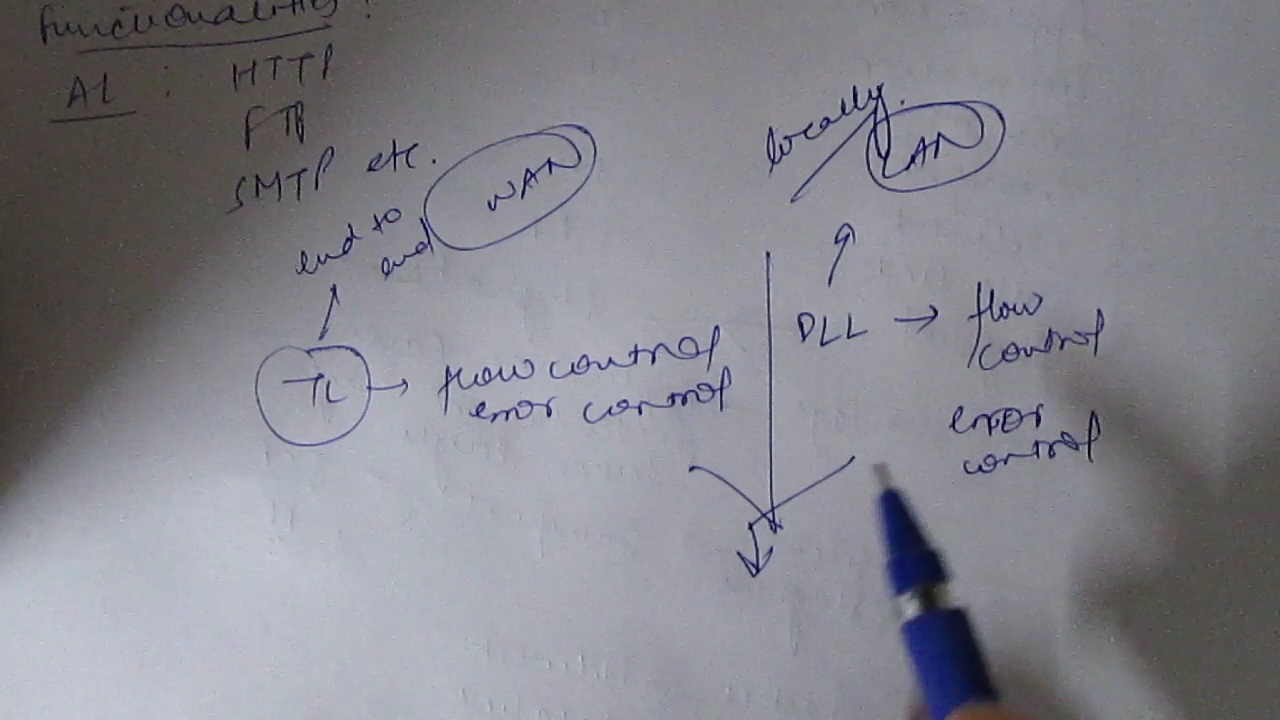 functionality:
AL : HTTP
FTP
SMTP etc.
end to
end
WAN
TL → flow control
error control
locally.
LAN
DLL → flow
control
error
control